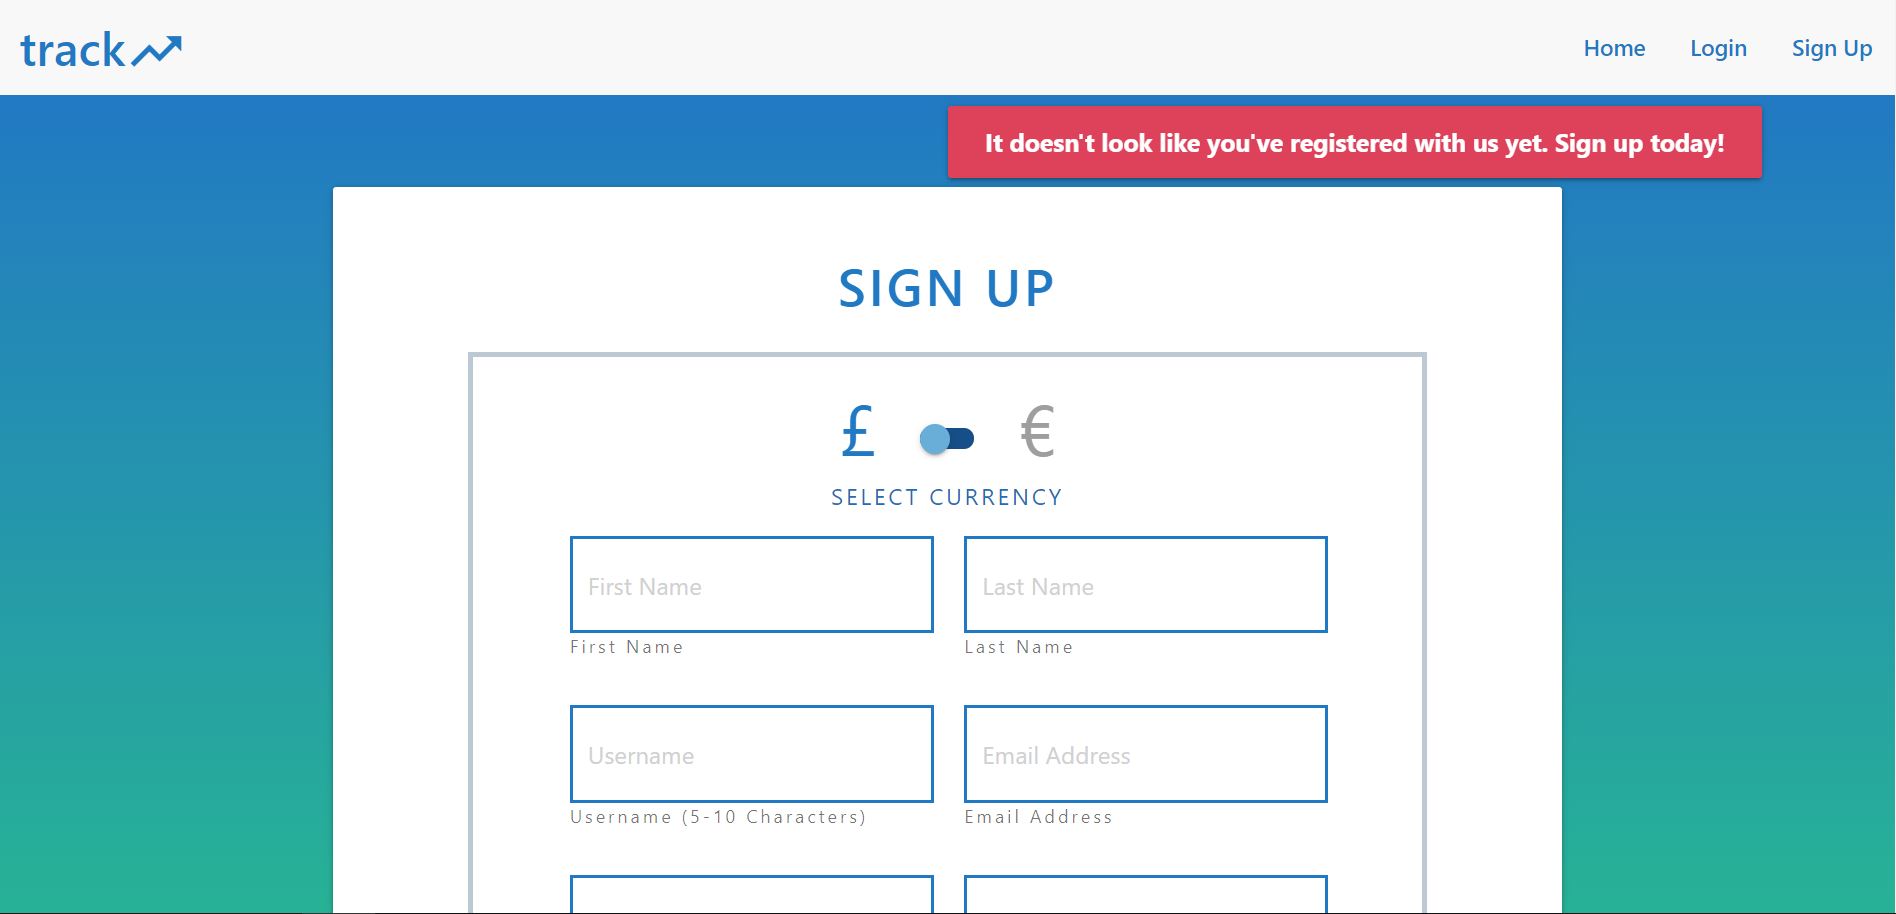 track
Home Login Sign Up
It doesn't look like you've registered with us yet. Sign up today!
SIGN UP
£ €
SELECT CURRENCY
First Name Last Name
First Name Last Name
Username Email Address
Username (5-10 Characters) Email Address